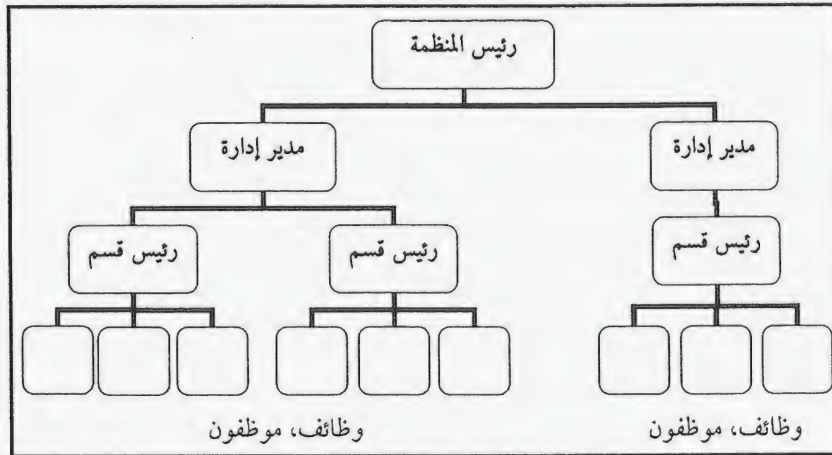 رئيس المنظمة
مدير إدارة
مدير إدارة
رئيس قسم
رئيس قسم
رئيس قسم
وظائف، موظفون
وظائف، موظفون